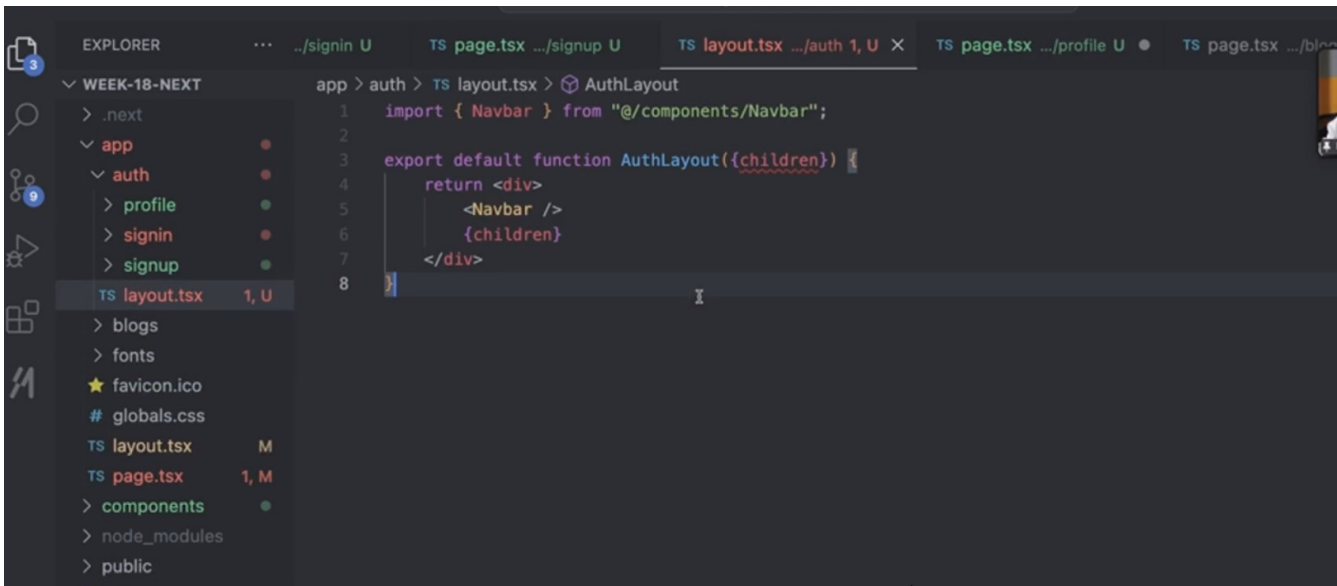 EXPLORER
../signin U
TS page.tsx .../signup U
TS layout.tsx .../auth 1, U
TS page.tsx .../profile U
TS page.tsx .../blog
3
WEEK-18-NEXT
app > auth > TS layout.tsx > AuthLayout
.next
app
auth
profile
signin
signup
TS layout.tsx 1, U
blogs
fonts
favicon.ico
# globals.css
TS layout.tsx M
TS page.tsx 1, M
components
node_modules
public
9
1 import { Navbar } from "@/components/Navbar";
2
3 export default function AuthLayout({children}) {
4 return <div>
5 <Navbar />
6 {children}
7 </div>
8 }